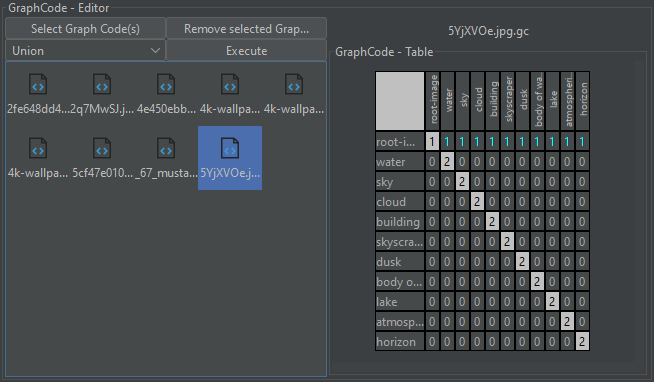 GraphCode - Editor
Select Graph Code(s)
Remove selected Grap...
Union
Execute
2fe648dd4...
2q7MwSJ.j...
4e450ebb...
4k-wallpa...
4k-wallpa...
4k-wallpa...
5cf47e010...
_67_musta...
5YjXVOe.j...
5YjXVOe.jpg.gc
GraphCode - Table
root-image water sky cloud building skyscraper dusk body of wa... lake atmospheri... horizon
root-i... 1 1 1 1 1 1 1 1 1 1 1
water 0 2 0 0 0 0 0 0 0 0 0
sky 0 0 2 0 0 0 0 0 0 0 0
cloud 0 0 0 2 0 0 0 0 0 0 0
building 0 0 0 0 2 0 0 0 0 0 0
skyscra... 0 0 0 0 0 2 0 0 0 0 0
dusk 0 0 0 0 0 0 2 0 0 0 0
body o... 0 0 0 0 0 0 0 2 0 0 0
lake 0 0 0 0 0 0 0 0 2 0 0
atmosp... 0 0 0 0 0 0 0 0 0 2 0
horizon 0 0 0 0 0 0 0 0 0 0 2